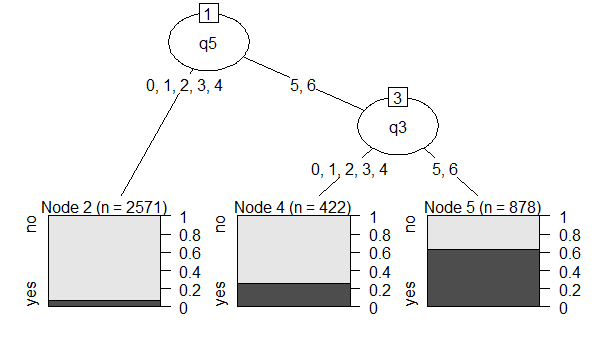 1
q5
0, 1, 2, 3, 4
5, 6
3
q3
0, 1, 2, 3, 4
5, 6
Node 2 (n = 2571)
no
yes
1
0.8
0.6
0.4
0.2
0
Node 4 (n = 422)
no
yes
1
0.8
0.6
0.4
0.2
0
Node 5 (n = 878)
no
yes
1
0.8
0.6
0.4
0.2
0